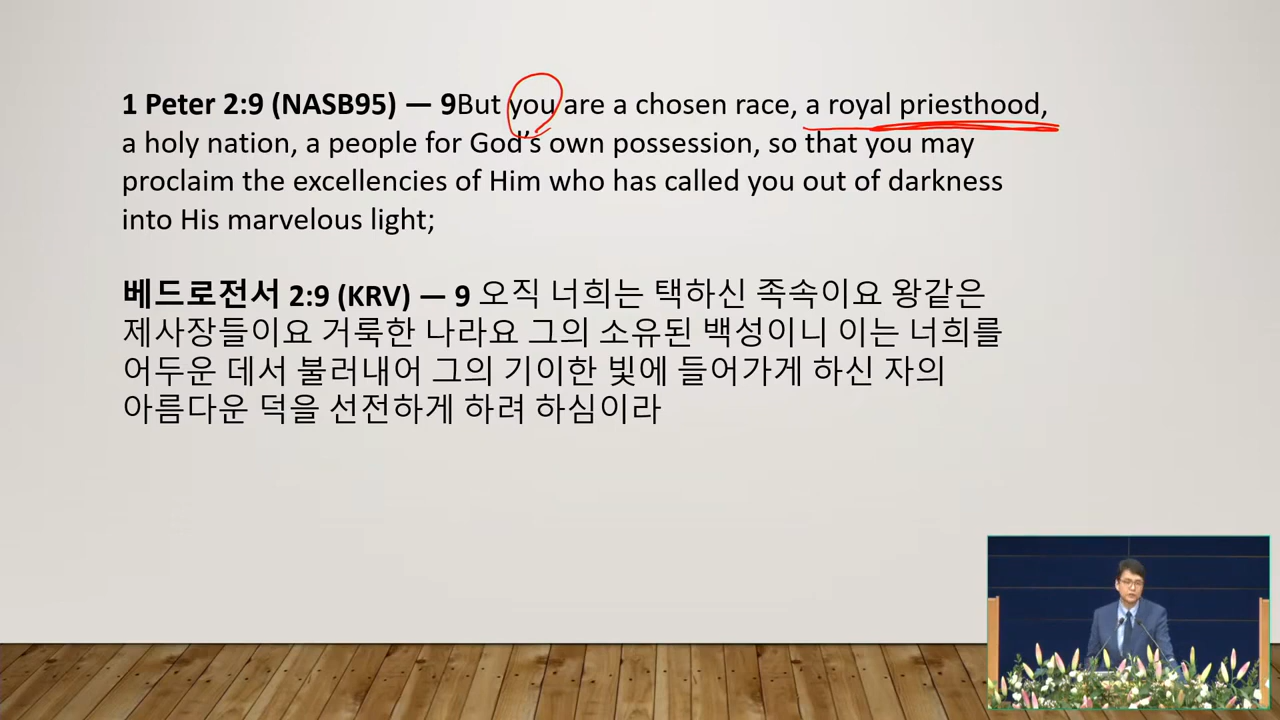 1 Peter 2:9 (NASB95) — 9But you are a chosen race, a royal priesthood,
a holy nation, a people for God's own possession, so that you may
proclaim the excellencies of Him who has called you out of darkness
into His marvelous light;
베드로전서 2:9 (KRV) — 9 오직 너희는 택하신 족속이요 왕같은
제사장들이요 거룩한 나라요 그의 소유된 백성이니 이는 너희를
어두운 데서 불러내어 그의 기이한 빛에 들어가게 하신 자의
아름다운 덕을 선전하게 하려 하심이라